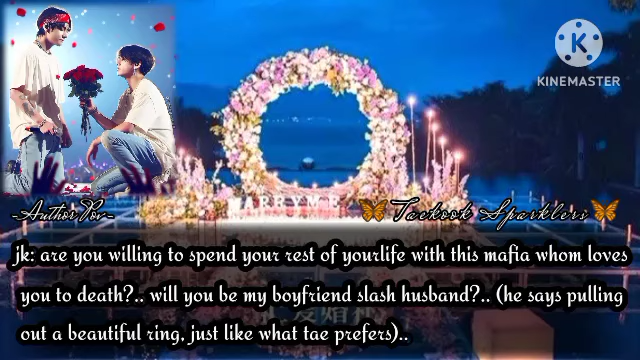 K
KINEMASTER
-Author Pov-
🦋 Taekook Sparklers🦋
jk: are you willing to spend your rest of yourlife with this mafia whom loves
you to death?.. will you be my boyfriend slash husband?.. (he says pulling
out a beautiful ring, just like what tae prefers)..